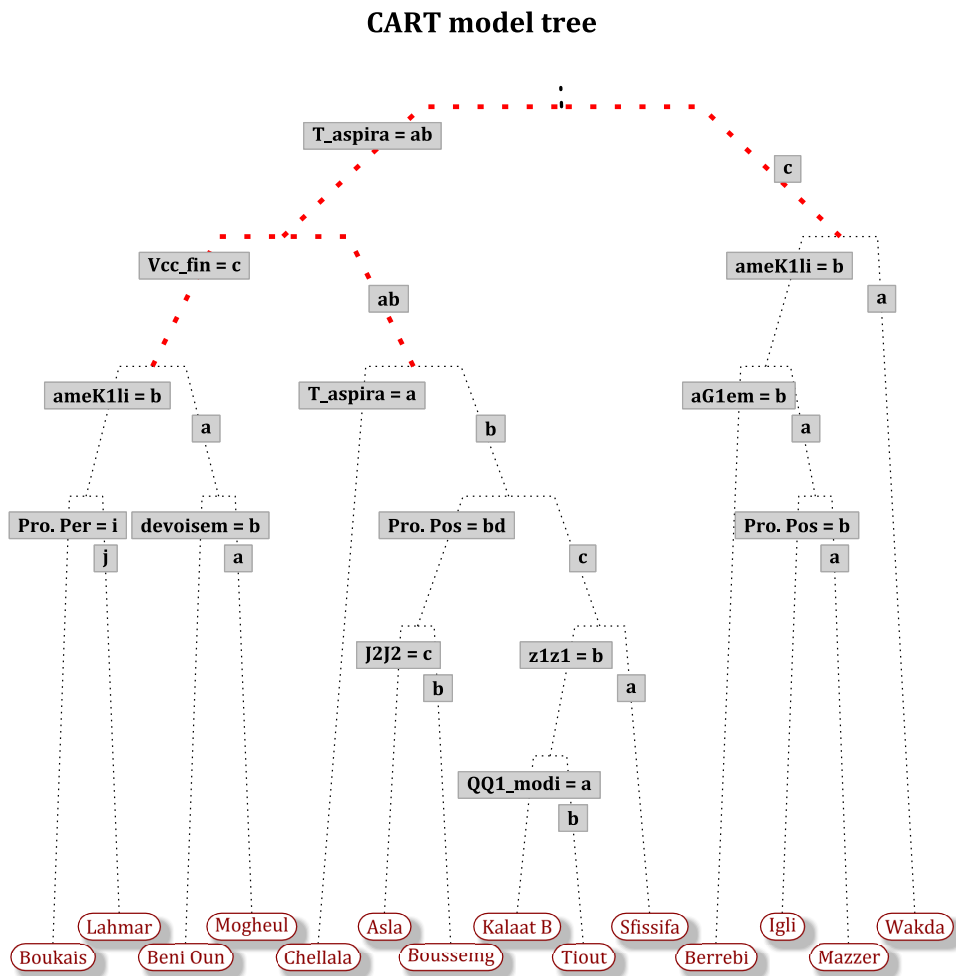 CART model tree
T_aspira = ab
c
Vcc_fin = c
ameK1li = b
ab
a
ameK1li = b
T_aspira = a
aG1em = b
a
b
a
Pro. Per = i
devoisem = b
Pro. Pos = bd
Pro. Pos = b
j
a
c
a
J2J2 = c
z1z1 = b
b
a
QQ1_modi = a
b
Lahmar
Mogheul
Asla
Kalaat B
Sfissifa
Igli
Wakda
Boukais
Beni Oun
Chellala
Tiout
Berrebi
Mazzer